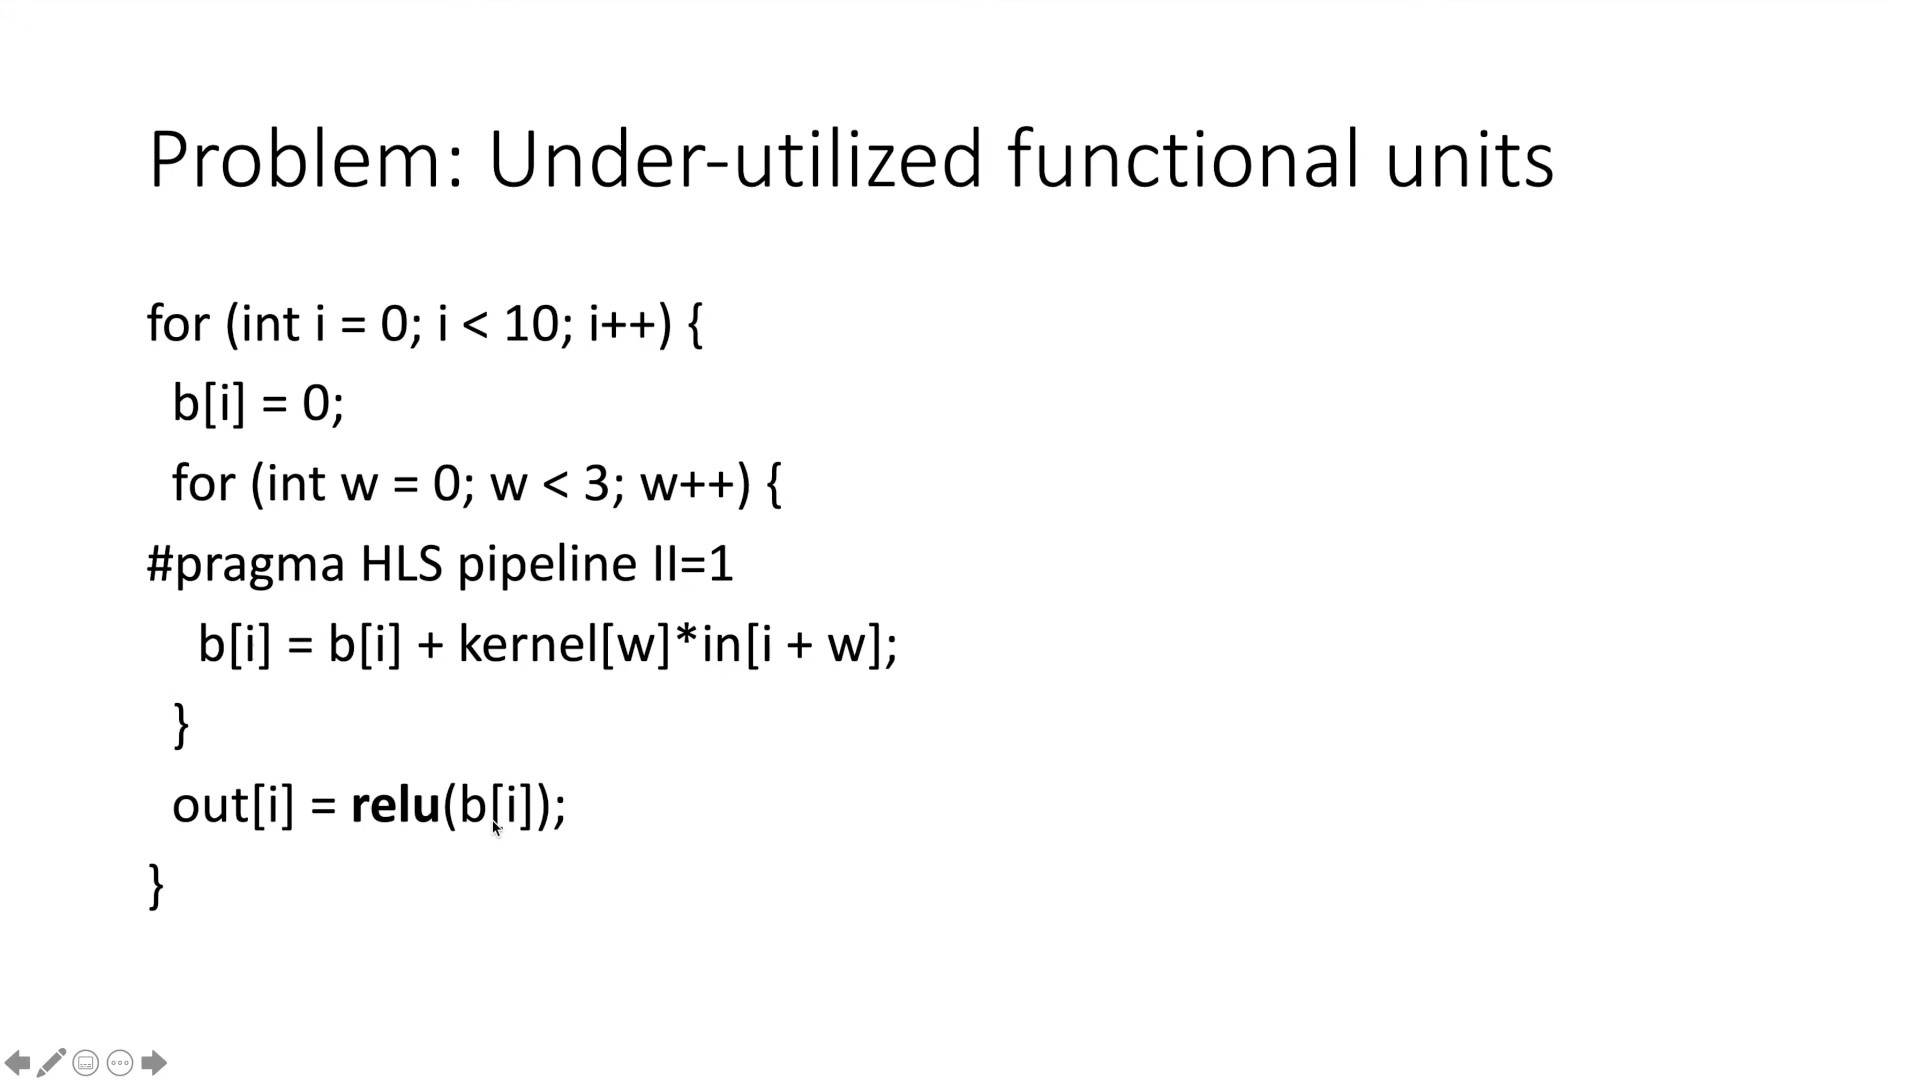 Problem: Under-utilized functional units
for (int i = 0; i < 10; i++) {
b[i] = 0;
for (int w = 0; w < 3; w++) {
#pragma HLS pipeline II=1
b[i] = b[i] + kernel[w]*in[i + w];
}
out[i] = relu(b[i]);
}